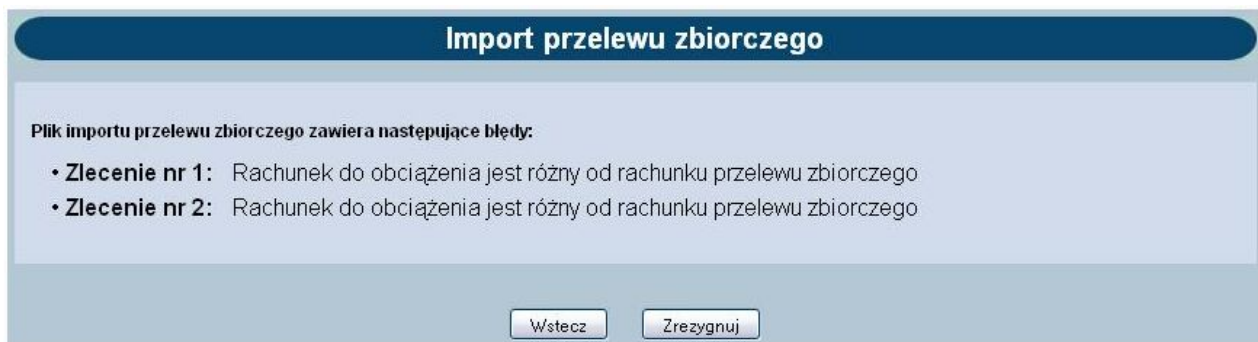 Import przelewu zbiorczego
Plik importu przelewu zbiorczego zawiera następujące błędy:
• Zlecenie nr 1: Rachunek do obciążenia jest różny od rachunku przelewu zbiorczego
• Zlecenie nr 2: Rachunek do obciążenia jest różny od rachunku przelewu zbiorczego
Wstecz Zrezygnuj